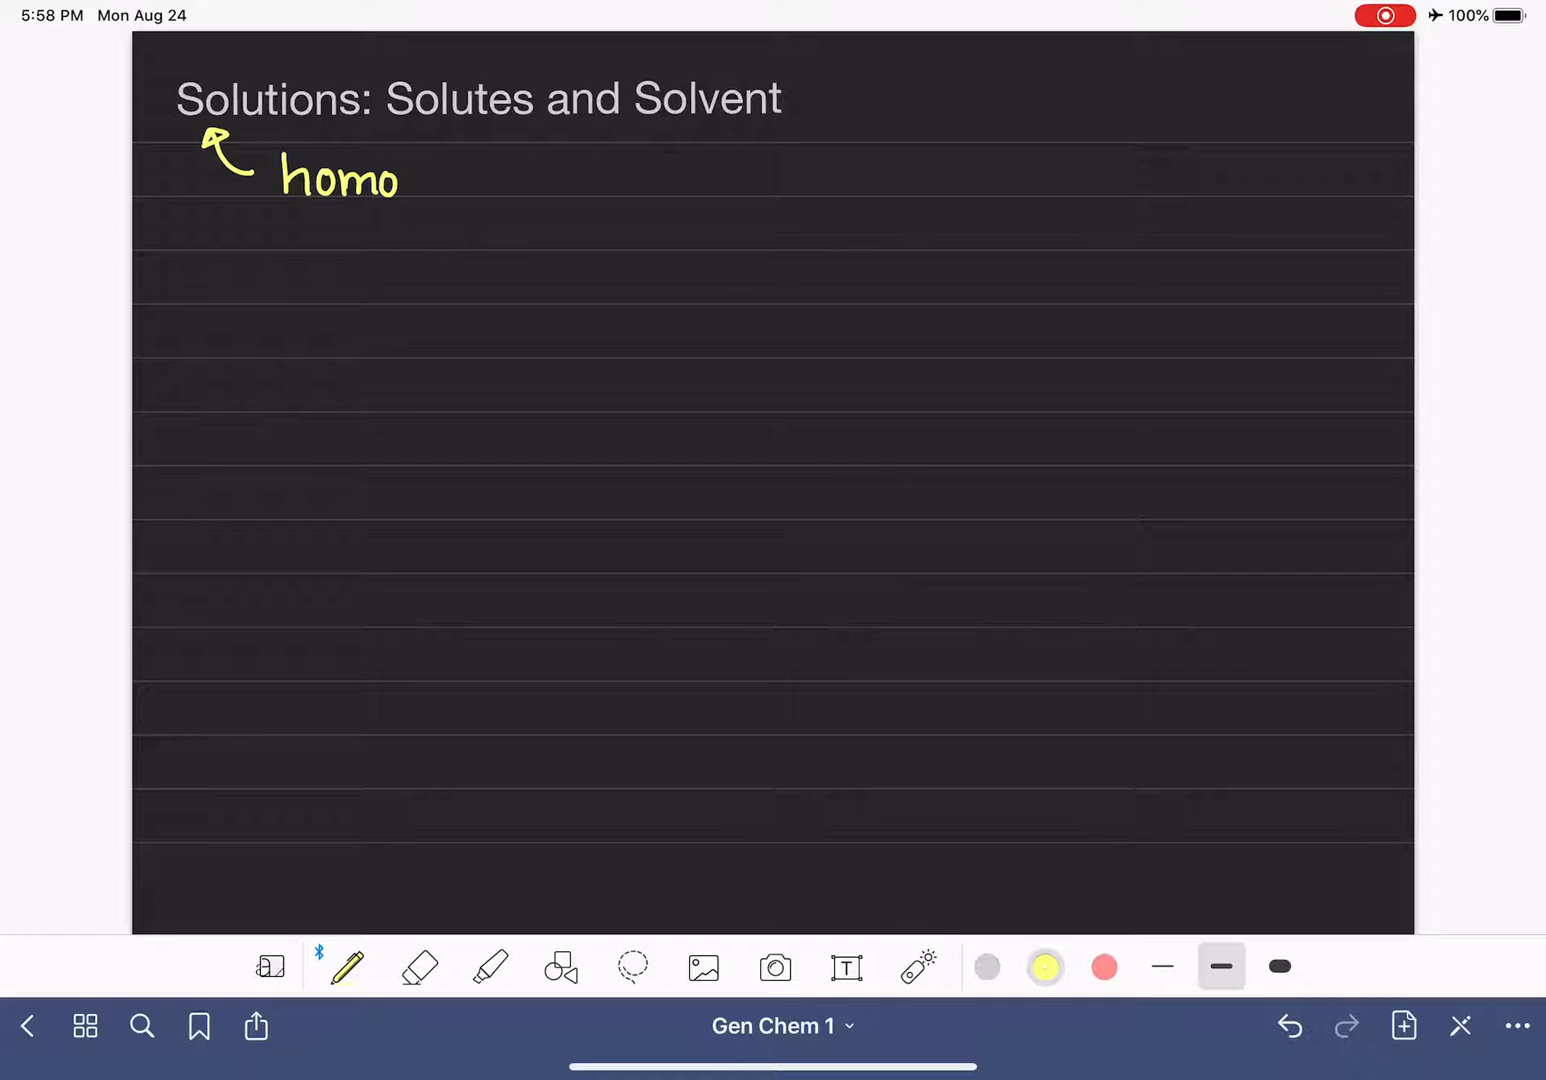 5:58 PM Mon Aug 24
100%
Solutions: Solutes and Solvent
homo
T
Gen Chem 1